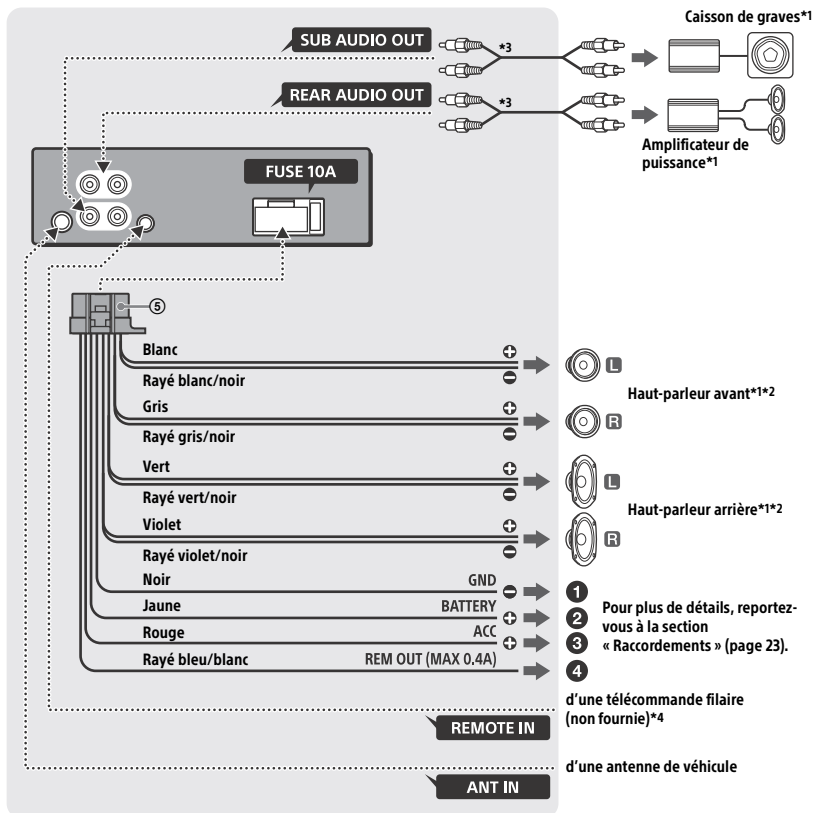 Caisson de graves*1
SUB AUDIO OUT
*3
REAR AUDIO OUT
*3
Amplificateur de
puissance*1
FUSE 10A
5
Blanc
Rayé blanc/noir
L
Gris
Rayé gris/noir
R
Haut-parleur avant*1*2
Vert
Rayé vert/noir
L
Violet
Rayé violet/noir
R
Haut-parleur arrière*1*2
Noir GND 1
Jaune BATTERY 2
Rouge ACC 3
Rayé bleu/blanc REM OUT (MAX 0.4A) 4
Pour plus de détails, reportez-
vous à la section
« Raccordements » (page 23).
d'une télécommande filaire
(non fournie)*4
REMOTE IN
d'une antenne de véhicule
ANT IN